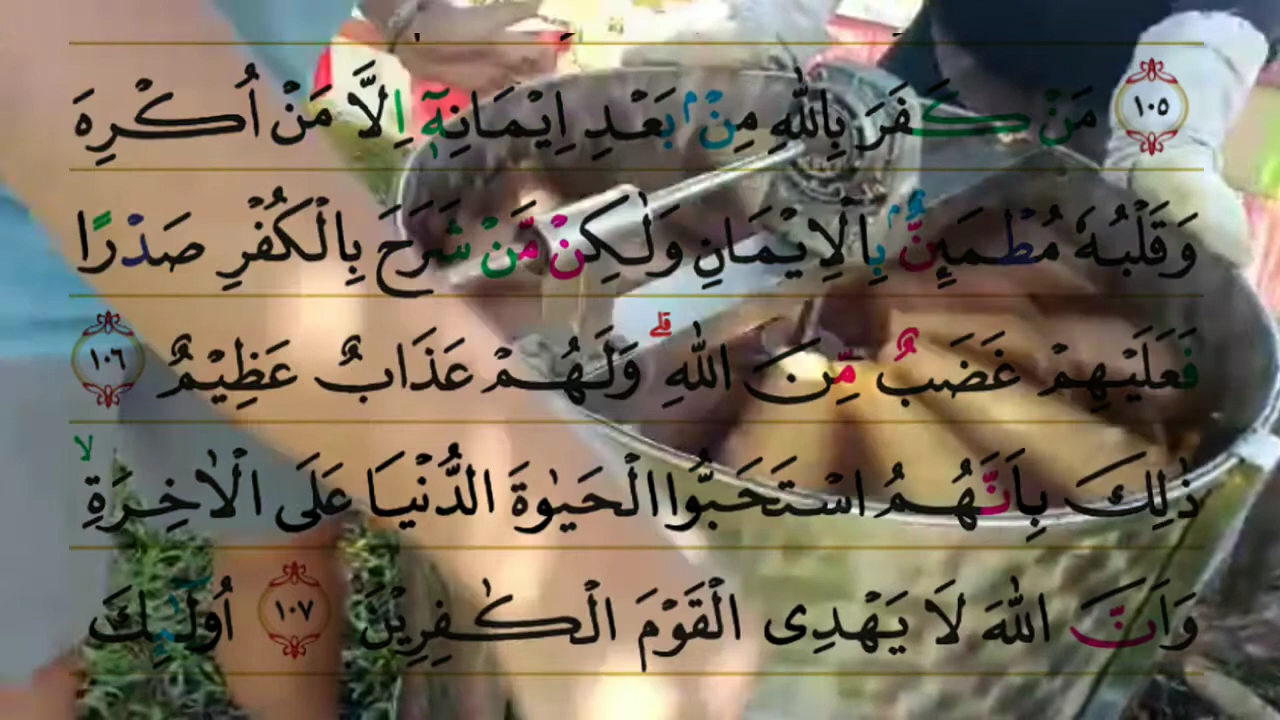 ۝١٠٥ مَنْ كَفَرَ بِاللّٰهِ مِنْۢ بَعْدِ اِيْمَانِهٖٓ اِلَّا مَنْ اُكْرِهَ
وَقَلْبُهٗ مُطْمَئِنٌّۢ بِالْاِيْمَانِ وَلٰكِنْ مَّنْ شَرَحَ بِالْكُفْرِ صَدْرًا
فَعَلَيْهِمْ غَضَبٌ مِّنَ اللّٰهِ ۚ وَلَهُمْ عَذَابٌ عَظِيْمٌ ۝١٠٦
ذٰلِكَ بِاَنَّهُمُ اسْتَحَبُّوا الْحَيٰوةَ الدُّنْيَا عَلَى الْاٰخِرَةِ ۙ
وَاَنَّ اللّٰهَ لَا يَهْدِى الْقَوْمَ الْكٰفِرِيْنَ ۝١٠٧ اُولٰۤئِكَ